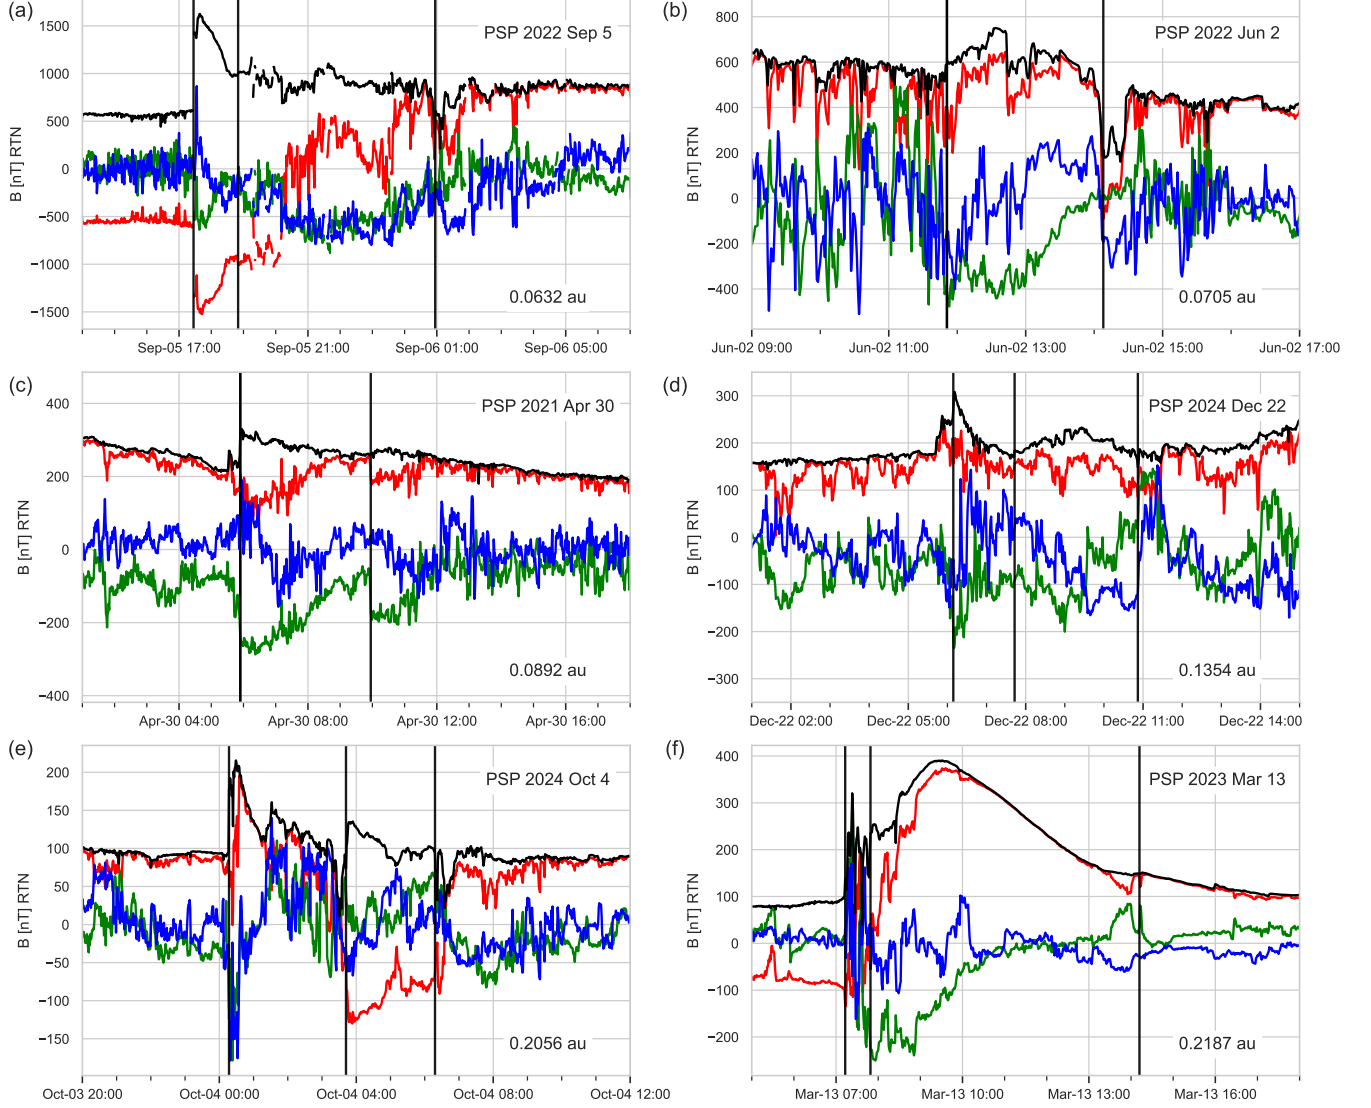 (a)
PSP 2022 Sep 5
B [nT] RTN
1500
1000
500
0
−500
−1000
−1500
0.0632 au
Sep-05 17:00 Sep-05 21:00 Sep-06 01:00 Sep-06 05:00
(b)
PSP 2022 Jun 2
B [nT] RTN
800
600
400
200
0
−200
−400
0.0705 au
Jun-02 09:00 Jun-02 11:00 Jun-02 13:00 Jun-02 15:00 Jun-02 17:00
(c)
PSP 2021 Apr 30
B [nT] RTN
400
200
0
−200
−400
0.0892 au
Apr-30 04:00 Apr-30 08:00 Apr-30 12:00 Apr-30 16:00
(d)
PSP 2024 Dec 22
B [nT] RTN
300
200
100
0
−100
−200
−300
0.1354 au
Dec-22 02:00 Dec-22 05:00 Dec-22 08:00 Dec-22 11:00 Dec-22 14:00
(e)
PSP 2024 Oct 4
B [nT] RTN
200
150
100
50
0
−50
−100
−150
0.2056 au
Oct-03 20:00 Oct-04 00:00 Oct-04 04:00 Oct-04 08:00 Oct-04 12:00
(f)
PSP 2023 Mar 13
B [nT] RTN
400
300
200
100
0
−100
−200
0.2187 au
Mar-13 07:00 Mar-13 10:00 Mar-13 13:00 Mar-13 16:00